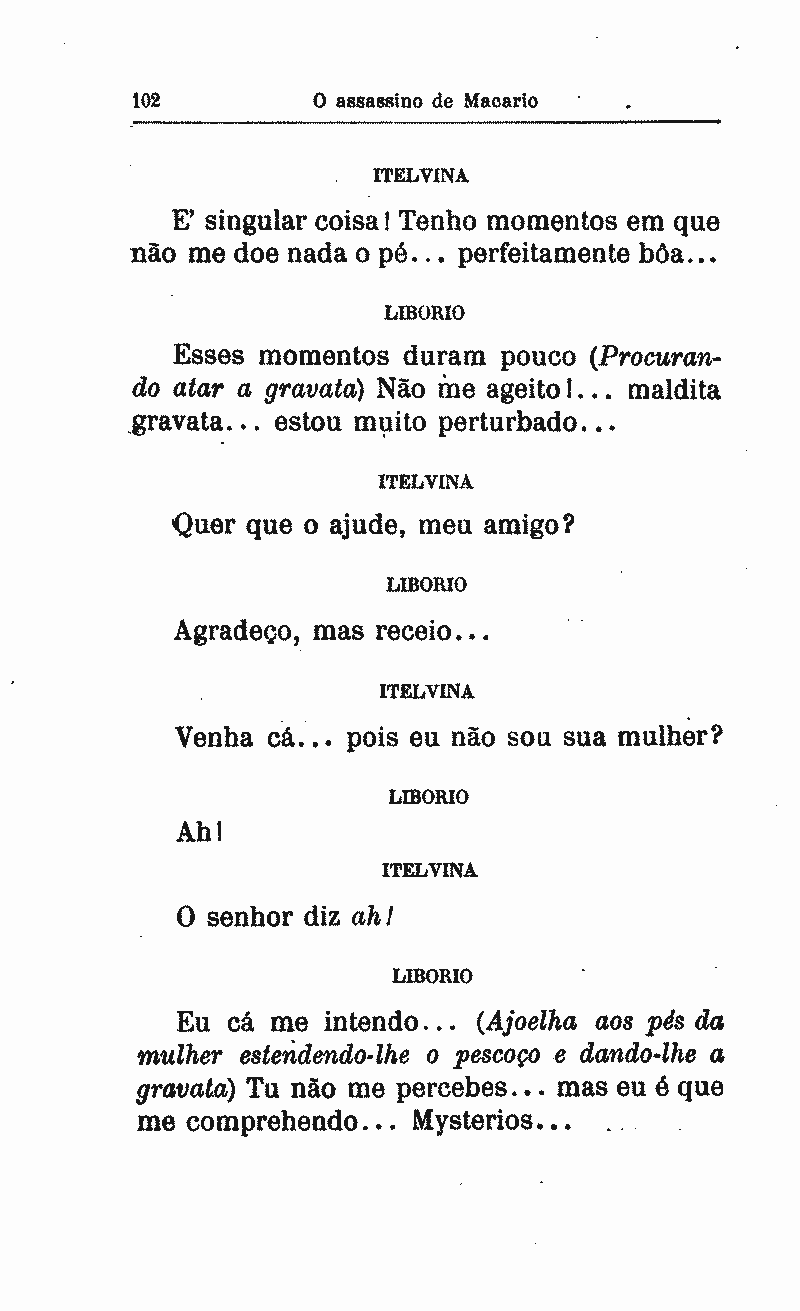 102 O assassino de Macario
ITELVINA
E' singular coisa! Tenho momentos em que
não me doe nada o pé... perfeitamente bôa...
LIBORIO
Esses momentos duram pouco (Procuran-
do atar a gravata) Não me ageito!... maldita
gravata... estou muito perturbado...
ITELVINA
Quer que o ajude, meu amigo?
LIBORIO
Agradeço, mas receio...
ITELVINA
Venha cá... pois eu não sou sua mulher?
LIBORIO
Ah!
ITELVINA
O senhor diz ah!
LIBORIO
Eu cá me intendo... (Ajoelha aos pés da
mulher estendendo-lhe o pescoço e dando-lhe a
gravata) Tu não me percebes... mas eu é que
me comprehendo... Mysterios...